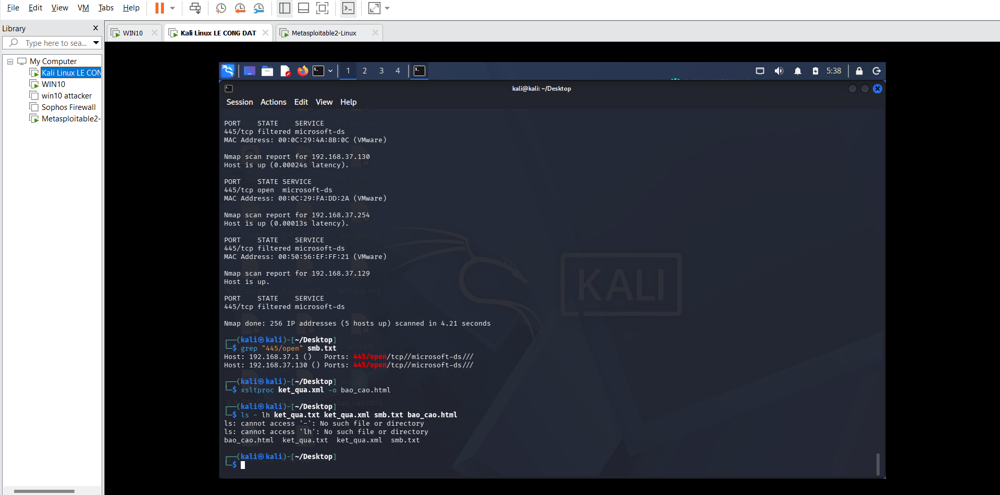 File Edit View VM Tabs Help
Library
Type here to sea...
My Computer
Kali Linux LE CON
WIN10
win10 attacker
Sophos Firewall
Metasploitable2-
WIN10
Kali Linux LE CONG DAT
Metasploitable2-Linux
1 2 3 4
5:38
kali@kali: ~/Desktop
Session Actions Edit View Help
PORT    STATE    SERVICE
445/tcp filtered microsoft-ds
MAC Address: 00:0C:29:4A:8B:0C (VMware)
Nmap scan report for 192.168.37.130
Host is up (0.00024s latency).
PORT    STATE SERVICE
445/tcp open  microsoft-ds
MAC Address: 00:0C:29:FA:DD:2A (VMware)
Nmap scan report for 192.168.37.254
Host is up (0.00013s latency).
PORT    STATE    SERVICE
445/tcp filtered microsoft-ds
MAC Address: 00:50:56:EF:FF:21 (VMware)
Nmap scan report for 192.168.37.129
Host is up.
PORT    STATE    SERVICE
445/tcp filtered microsoft-ds
Nmap done: 256 IP addresses (5 hosts up) scanned in 4.21 seconds
┌──(kali㉿kali)-[~/Desktop]
└─$ grep "445/open" smb.txt
Host: 192.168.37.1 ()   Ports: 445/open/tcp//microsoft-ds///
Host: 192.168.37.130 () Ports: 445/open/tcp//microsoft-ds///
┌──(kali㉿kali)-[~/Desktop]
└─$ xsltproc ket_qua.xml -o bao_cao.html
┌──(kali㉿kali)-[~/Desktop]
└─$ ls - lh ket_qua.txt ket_qua.xml smb.txt bao_cao.html
ls: cannot access '-': No such file or directory
ls: cannot access 'lh': No such file or directory
bao_cao.html  ket_qua.txt  ket_qua.xml  smb.txt
┌──(kali㉿kali)-[~/Desktop]
└─$
KALI
ket_qua.txt
ket_qua.xml
smb.txt
bao_cao.html